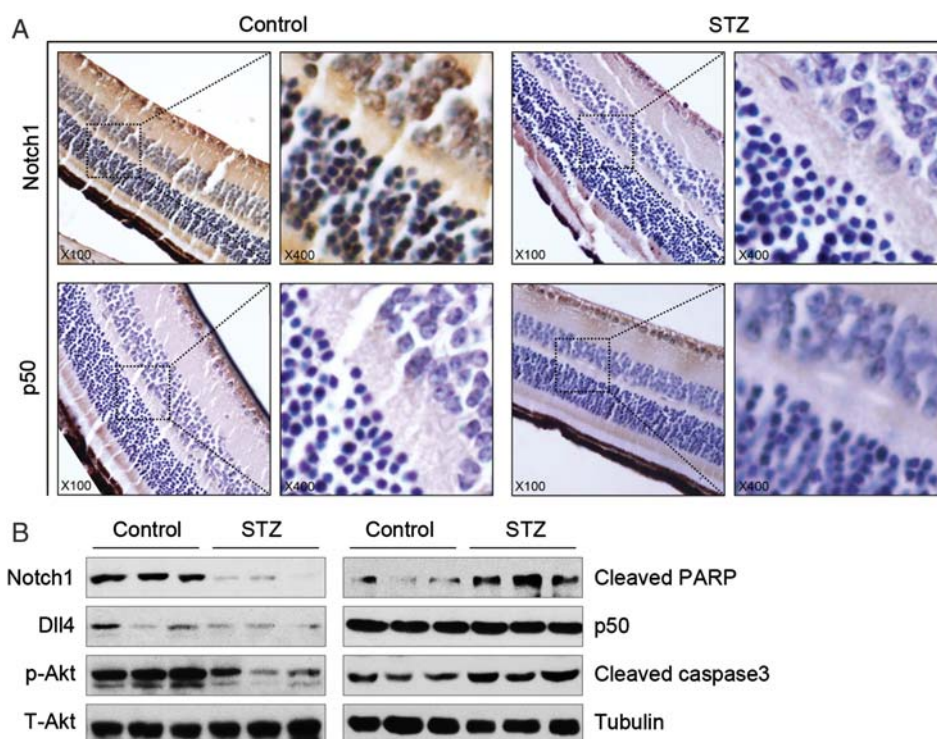 A
Control STZ
Notch1
X100 X400 X100 X400
p50
X100 X400 X100 X400
B
Control STZ Control STZ
Notch1 Cleaved PARP
Dll4 p50
p-Akt Cleaved caspase3
T-Akt Tubulin